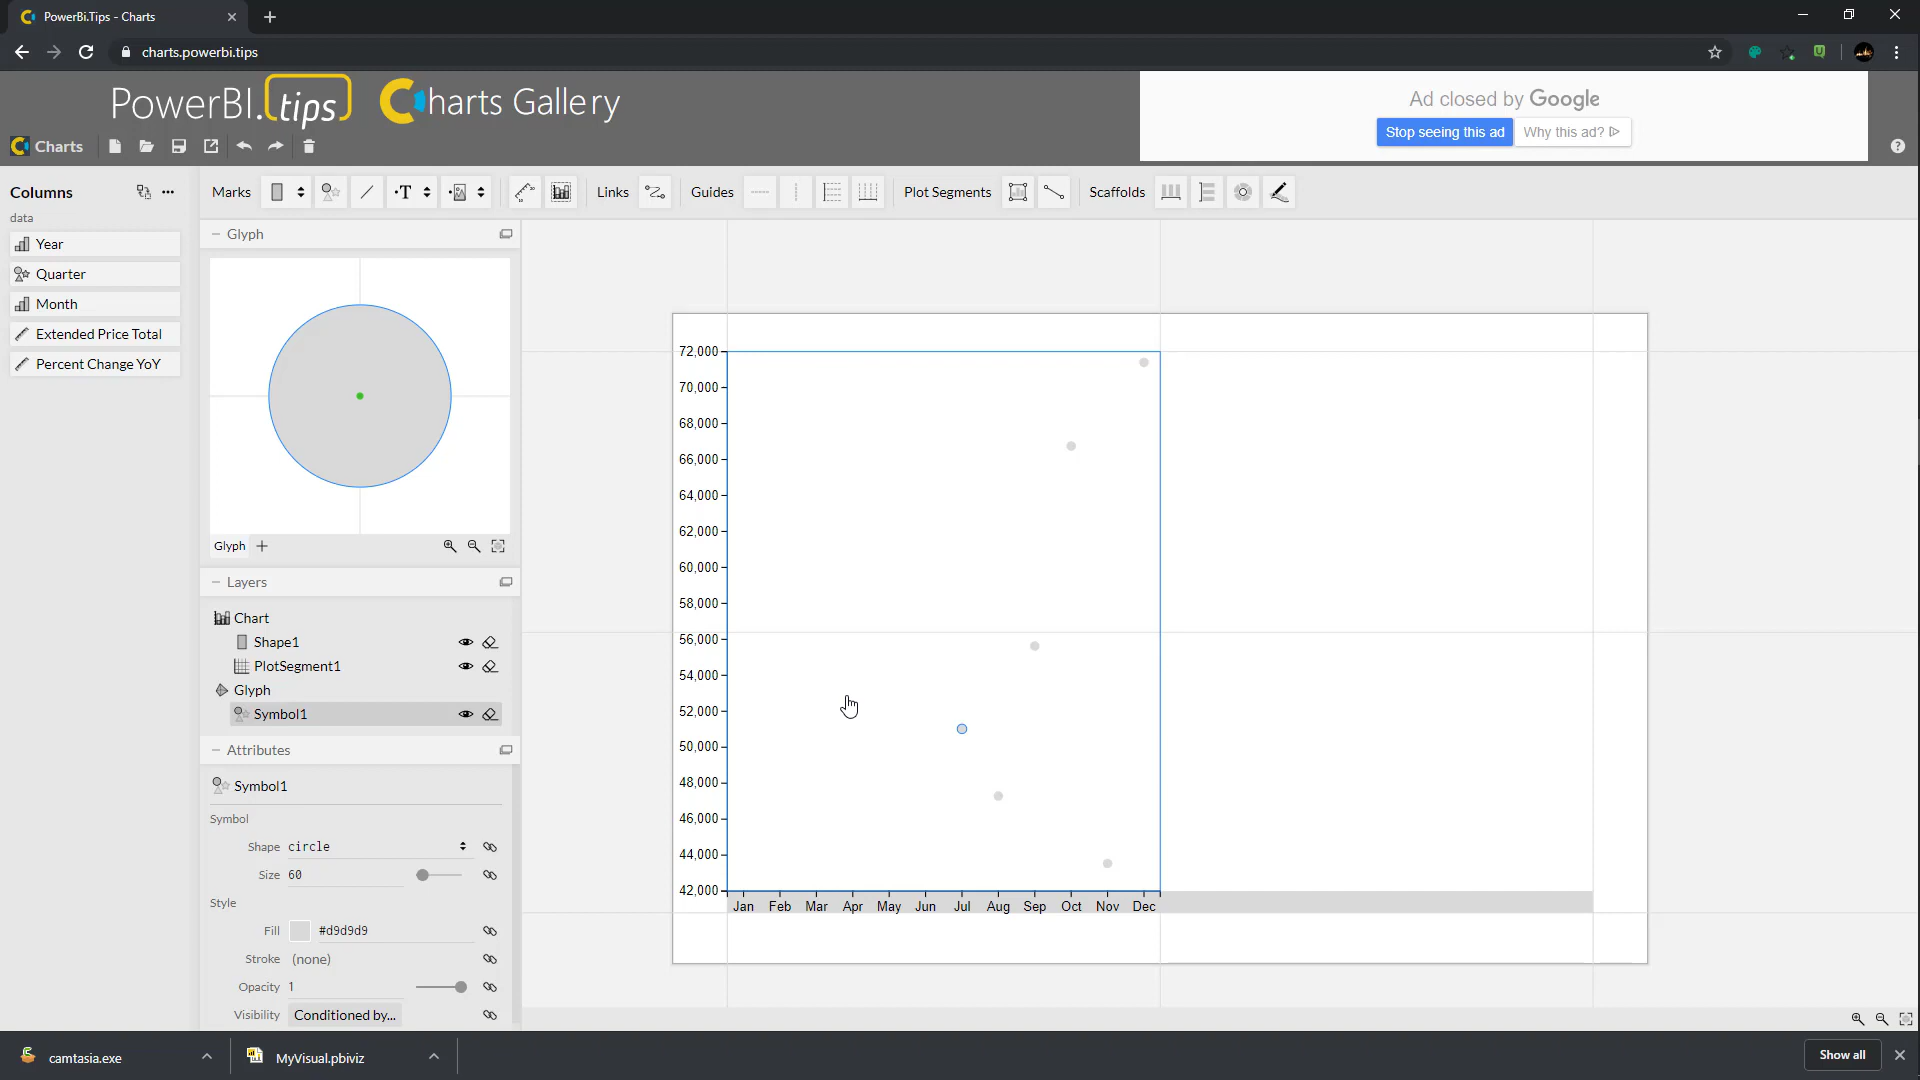 PowerBi.Tips - Charts
charts.powerbi.tips
PowerBI.tips Charts Gallery
Ad closed by Google
Stop seeing this ad
Why this ad?
Charts
Columns
data
Year
Quarter
Month
Extended Price Total
Percent Change YoY
Marks
T
Links
Guides
Plot Segments
Scaffolds
Glyph
Glyph
Layers
Chart
Shape1
PlotSegment1
Glyph
Symbol1
Attributes
Symbol1
Symbol
Shape circle
Size 60
Style
Fill #d9d9d9
Stroke (none)
Opacity 1
Visibility Conditioned by...
72,000
70,000
68,000
66,000
64,000
62,000
60,000
58,000
56,000
54,000
52,000
50,000
48,000
46,000
44,000
42,000
Jan Feb Mar Apr May Jun Jul Aug Sep Oct Nov Dec
camtasia.exe
MyVisual.pbiviz
Show all